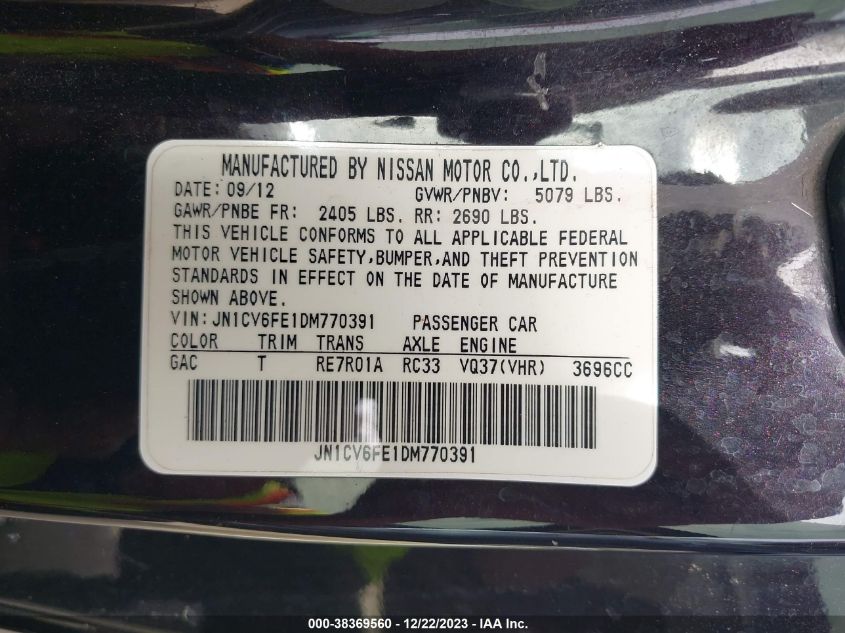 MANUFACTURED BY NISSAN MOTOR CO.,LTD.
DATE: 09/12 GVWR/PNBV: 5079 LBS.
GAWR/PNBE FR: 2405 LBS. RR: 2690 LBS.
THIS VEHICLE CONFORMS TO ALL APPLICABLE FEDERAL
MOTOR VEHICLE SAFETY,BUMPER,AND THEFT PREVENTION
STANDARDS IN EFFECT ON THE DATE OF MANUFACTURE
SHOWN ABOVE.
VIN:JN1CV6FE1DM770391 PASSENGER CAR
COLOR TRIM TRANS AXLE ENGINE
GAC T RE7R01A RC33 VQ37(VHR) 3696CC
JN1CV6FE1DM770391
000-38369560 - 12/22/2023 - IAA Inc.